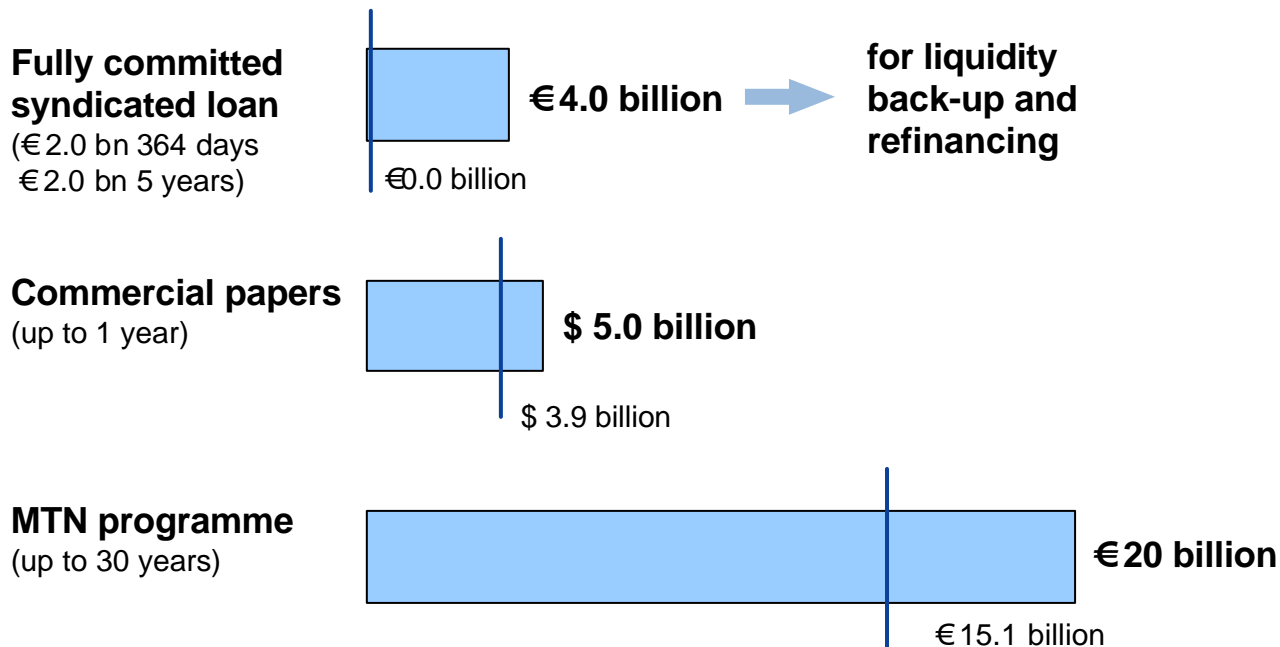 Fully committed
syndicated loan
(€2.0 bn 364 days
€2.0 bn 5 years)
€4.0 billion
for liquidity
back-up and
refinancing
€0.0 billion
Commercial papers
(up to 1 year)
$ 5.0 billion
$ 3.9 billion
MTN programme
(up to 30 years)
€20 billion
€15.1 billion